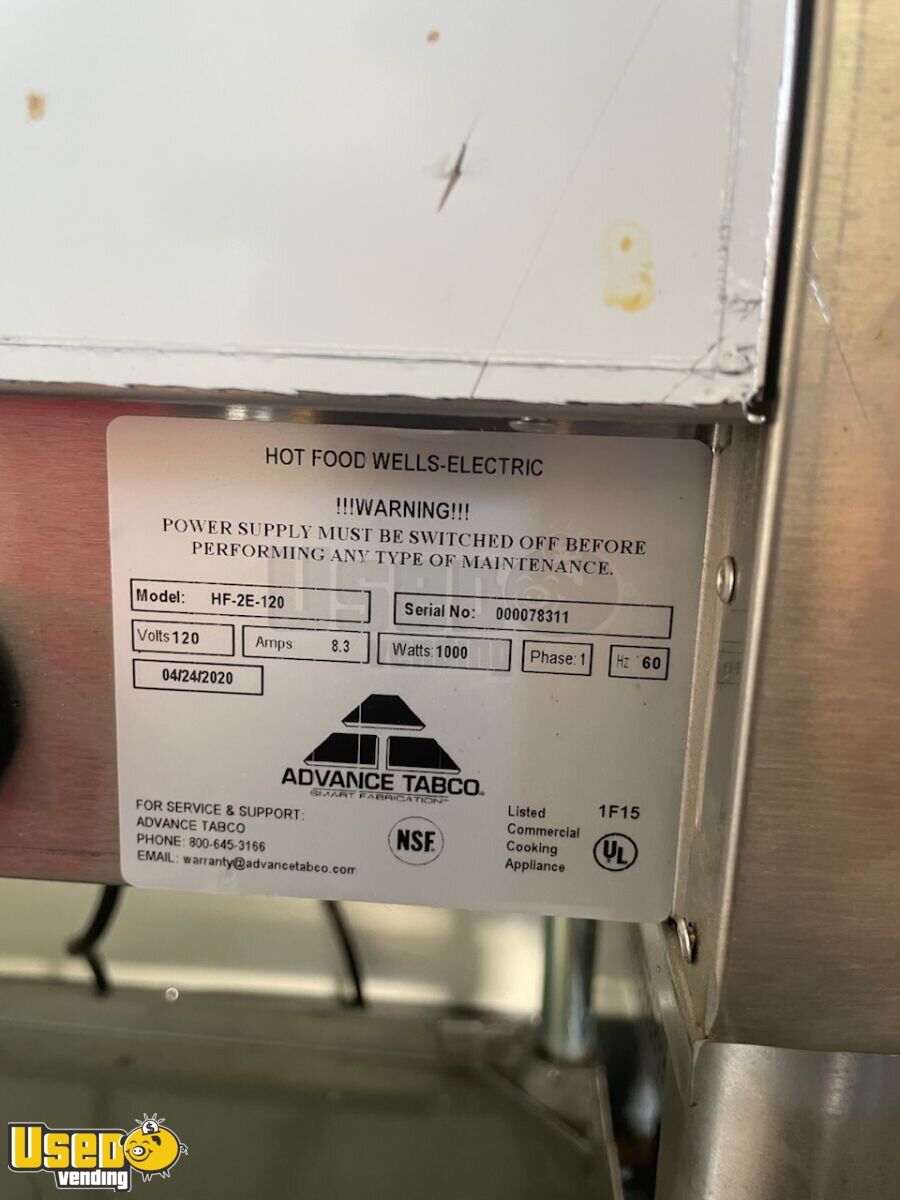 HOT FOOD WELLS-ELECTRIC
!!!WARNING!!!
POWER SUPPLY MUST BE SWITCHED OFF BEFORE
PERFORMING ANY TYPE OF MAINTENANCE.
Model: HF-2E-120 Serial No: 000078311
Volts 120 Amps: 8.3 Watts: 1000 Phase: 1 Hz 60
04/24/2020
ADVANCE TABCO
SMART FABRICATION
FOR SERVICE & SUPPORT:
ADVANCE TABCO
PHONE: 800-645-3166
EMAIL: warranty@advancetabco.com
NSF
Listed 1F15
Commercial
Cooking
Appliance
UL
Used
vending
Used
vending